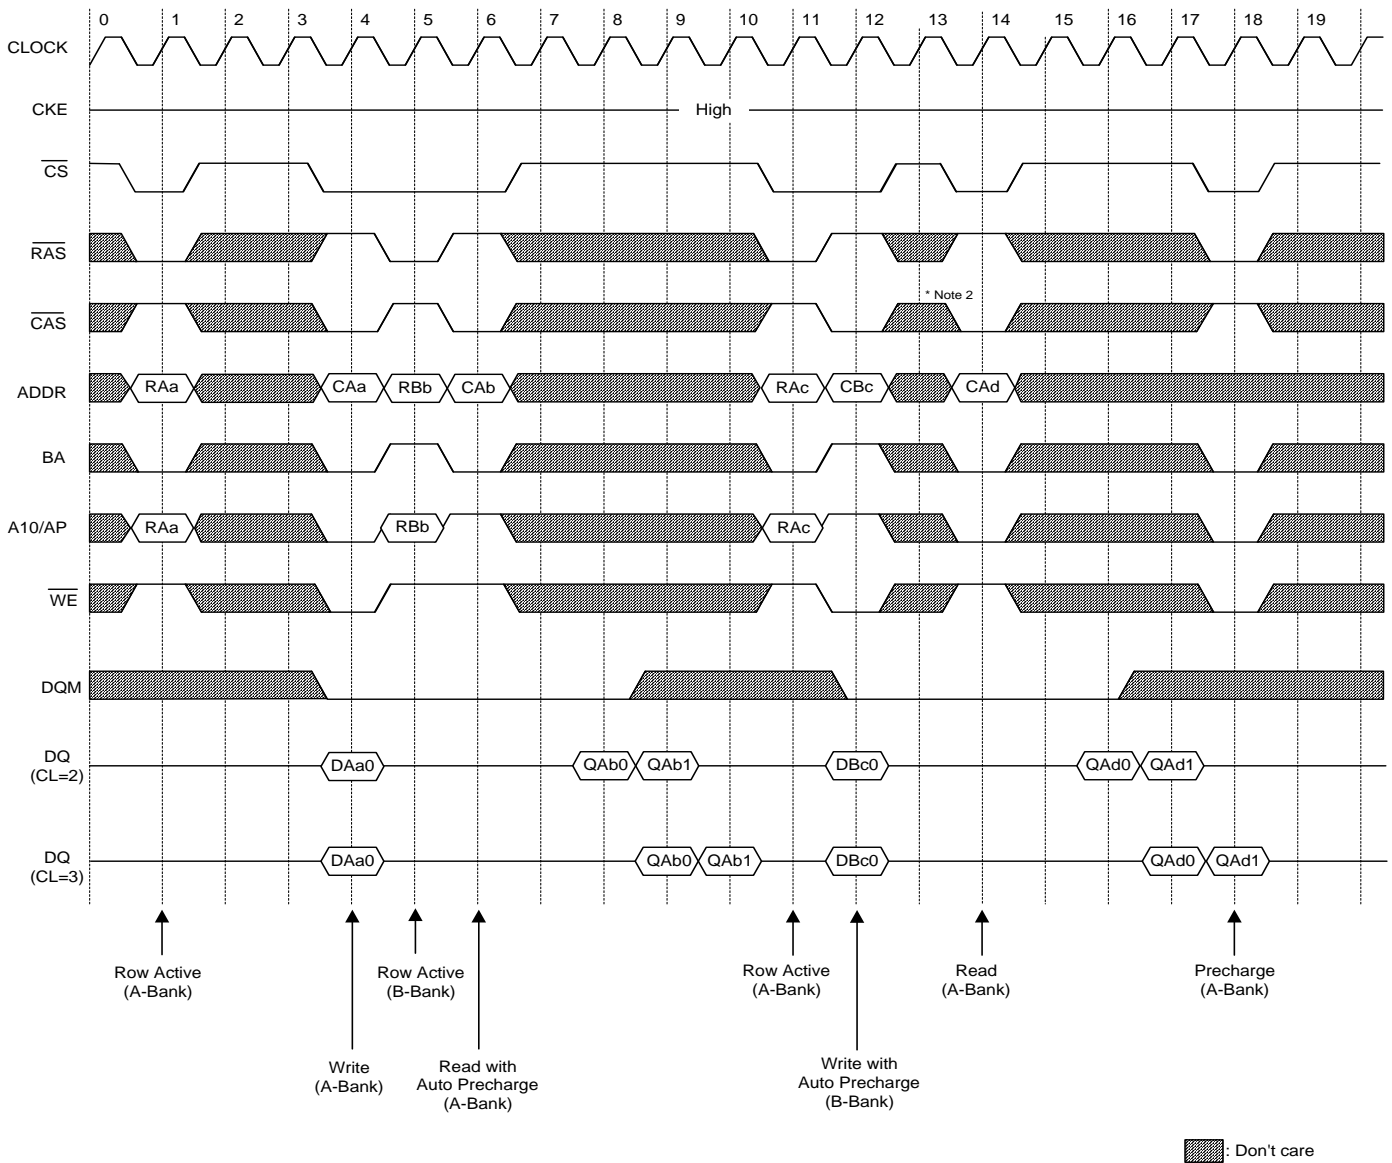 0 1 2 3 4 5 6 7 8 9 10 11 12 13 14 15 16 17 18 19
CLOCK
CKE High
CS
RAS
* Note 2
CAS
ADDR RAa CAa RBb CAb RAc CBc CAd
BA
A10/AP RAa RBb RAc
WE
DQM
DQ
(CL=2) DAa0 QAb0 QAb1 DBc0 QAd0 QAd1
DQ
(CL=3) DAa0 QAb0 QAb1 DBc0 QAd0 QAd1
Row Active
(A-Bank)
Row Active
(B-Bank)
Row Active
(A-Bank)
Read
(A-Bank)
Precharge
(A-Bank)
Write
(A-Bank)
Read with
Auto Precharge
(A-Bank)
Write with
Auto Precharge
(B-Bank)
: Don't care